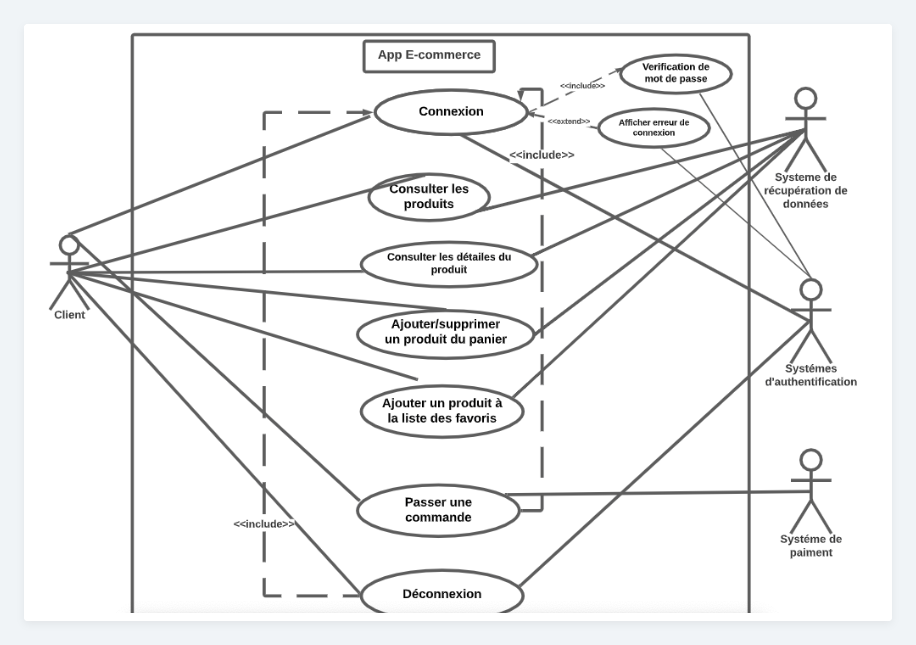 App E-commerce
Verification de
mot de passe
<<include>>
Connexion
<<extend>>
Afficher erreur de
connexion
<<include>>
Systeme de
récupération de
données
Consulter les
produits
Consulter les détailes du
produit
Client
Ajouter/supprimer
un produit du panier
Systémes
d'authentification
Ajouter un produit à
la liste des favoris
Passer une
commande
<<include>>
Systéme de
paiment
Déconnexion